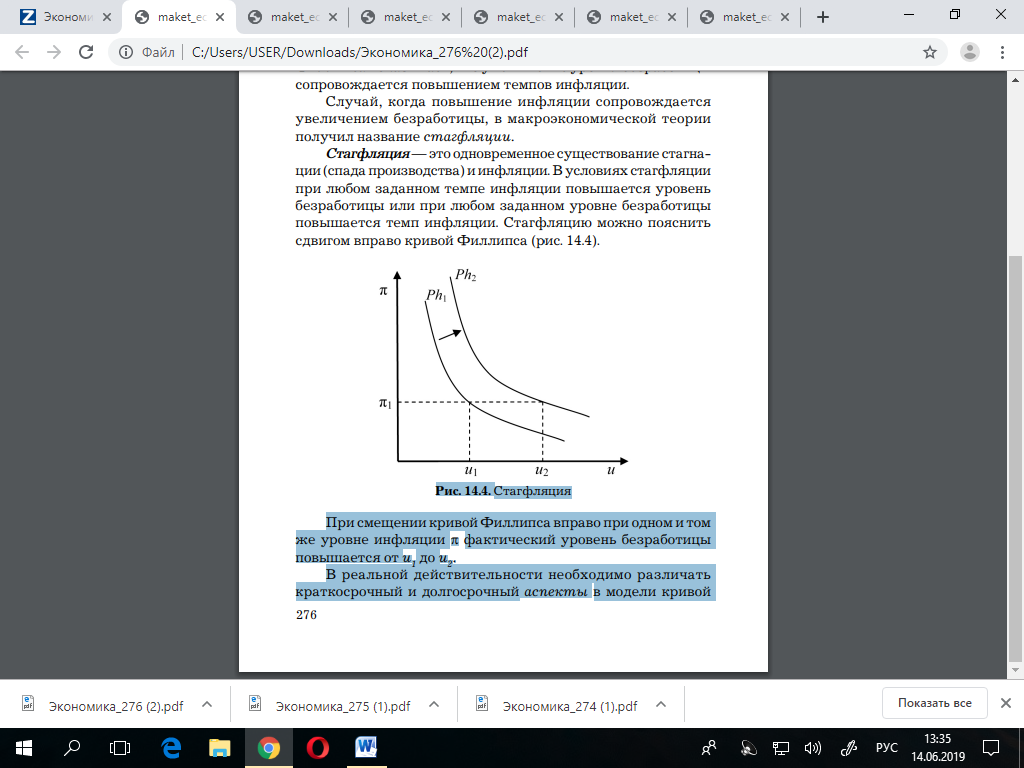 Экономи
maket_ec
maket_ec
maket_ec
maket_ec
maket_ec
maket_ec
Файл
C:/Users/USER/Downloads/Экономика_276%20(2).pdf
сопровождается повышением темпов инфляции.
Случай, когда повышение инфляции сопровождается
увеличением безработицы, в макроэкономической теории
получил название стагфляции.
Стагфляция — это одновременное существование стагна-
ции (спада производства) и инфляции. В условиях стагфляции
при любом заданном темпе инфляции повышается уровень
безработицы или при любом заданном уровне безработицы
повышается темп инфляции. Стагфляцию можно пояснить
сдвигом вправо кривой Филлипса (рис. 14.4).
Ph₂
π
Ph₁
π₁
u₁ u₂ u
Рис. 14.4. Стагфляция
При смещении кривой Филлипса вправо при одном и том
же уровне инфляции π фактический уровень безработицы
повышается от u₁ до u₂.
В реальной действительности необходимо различать
краткосрочный и долгосрочный аспекты в модели кривой
276
Экономика_276 (2).pdf
Экономика_275 (1).pdf
Экономика_274 (1).pdf
Показать все
РУС
13:35
14.06.2019